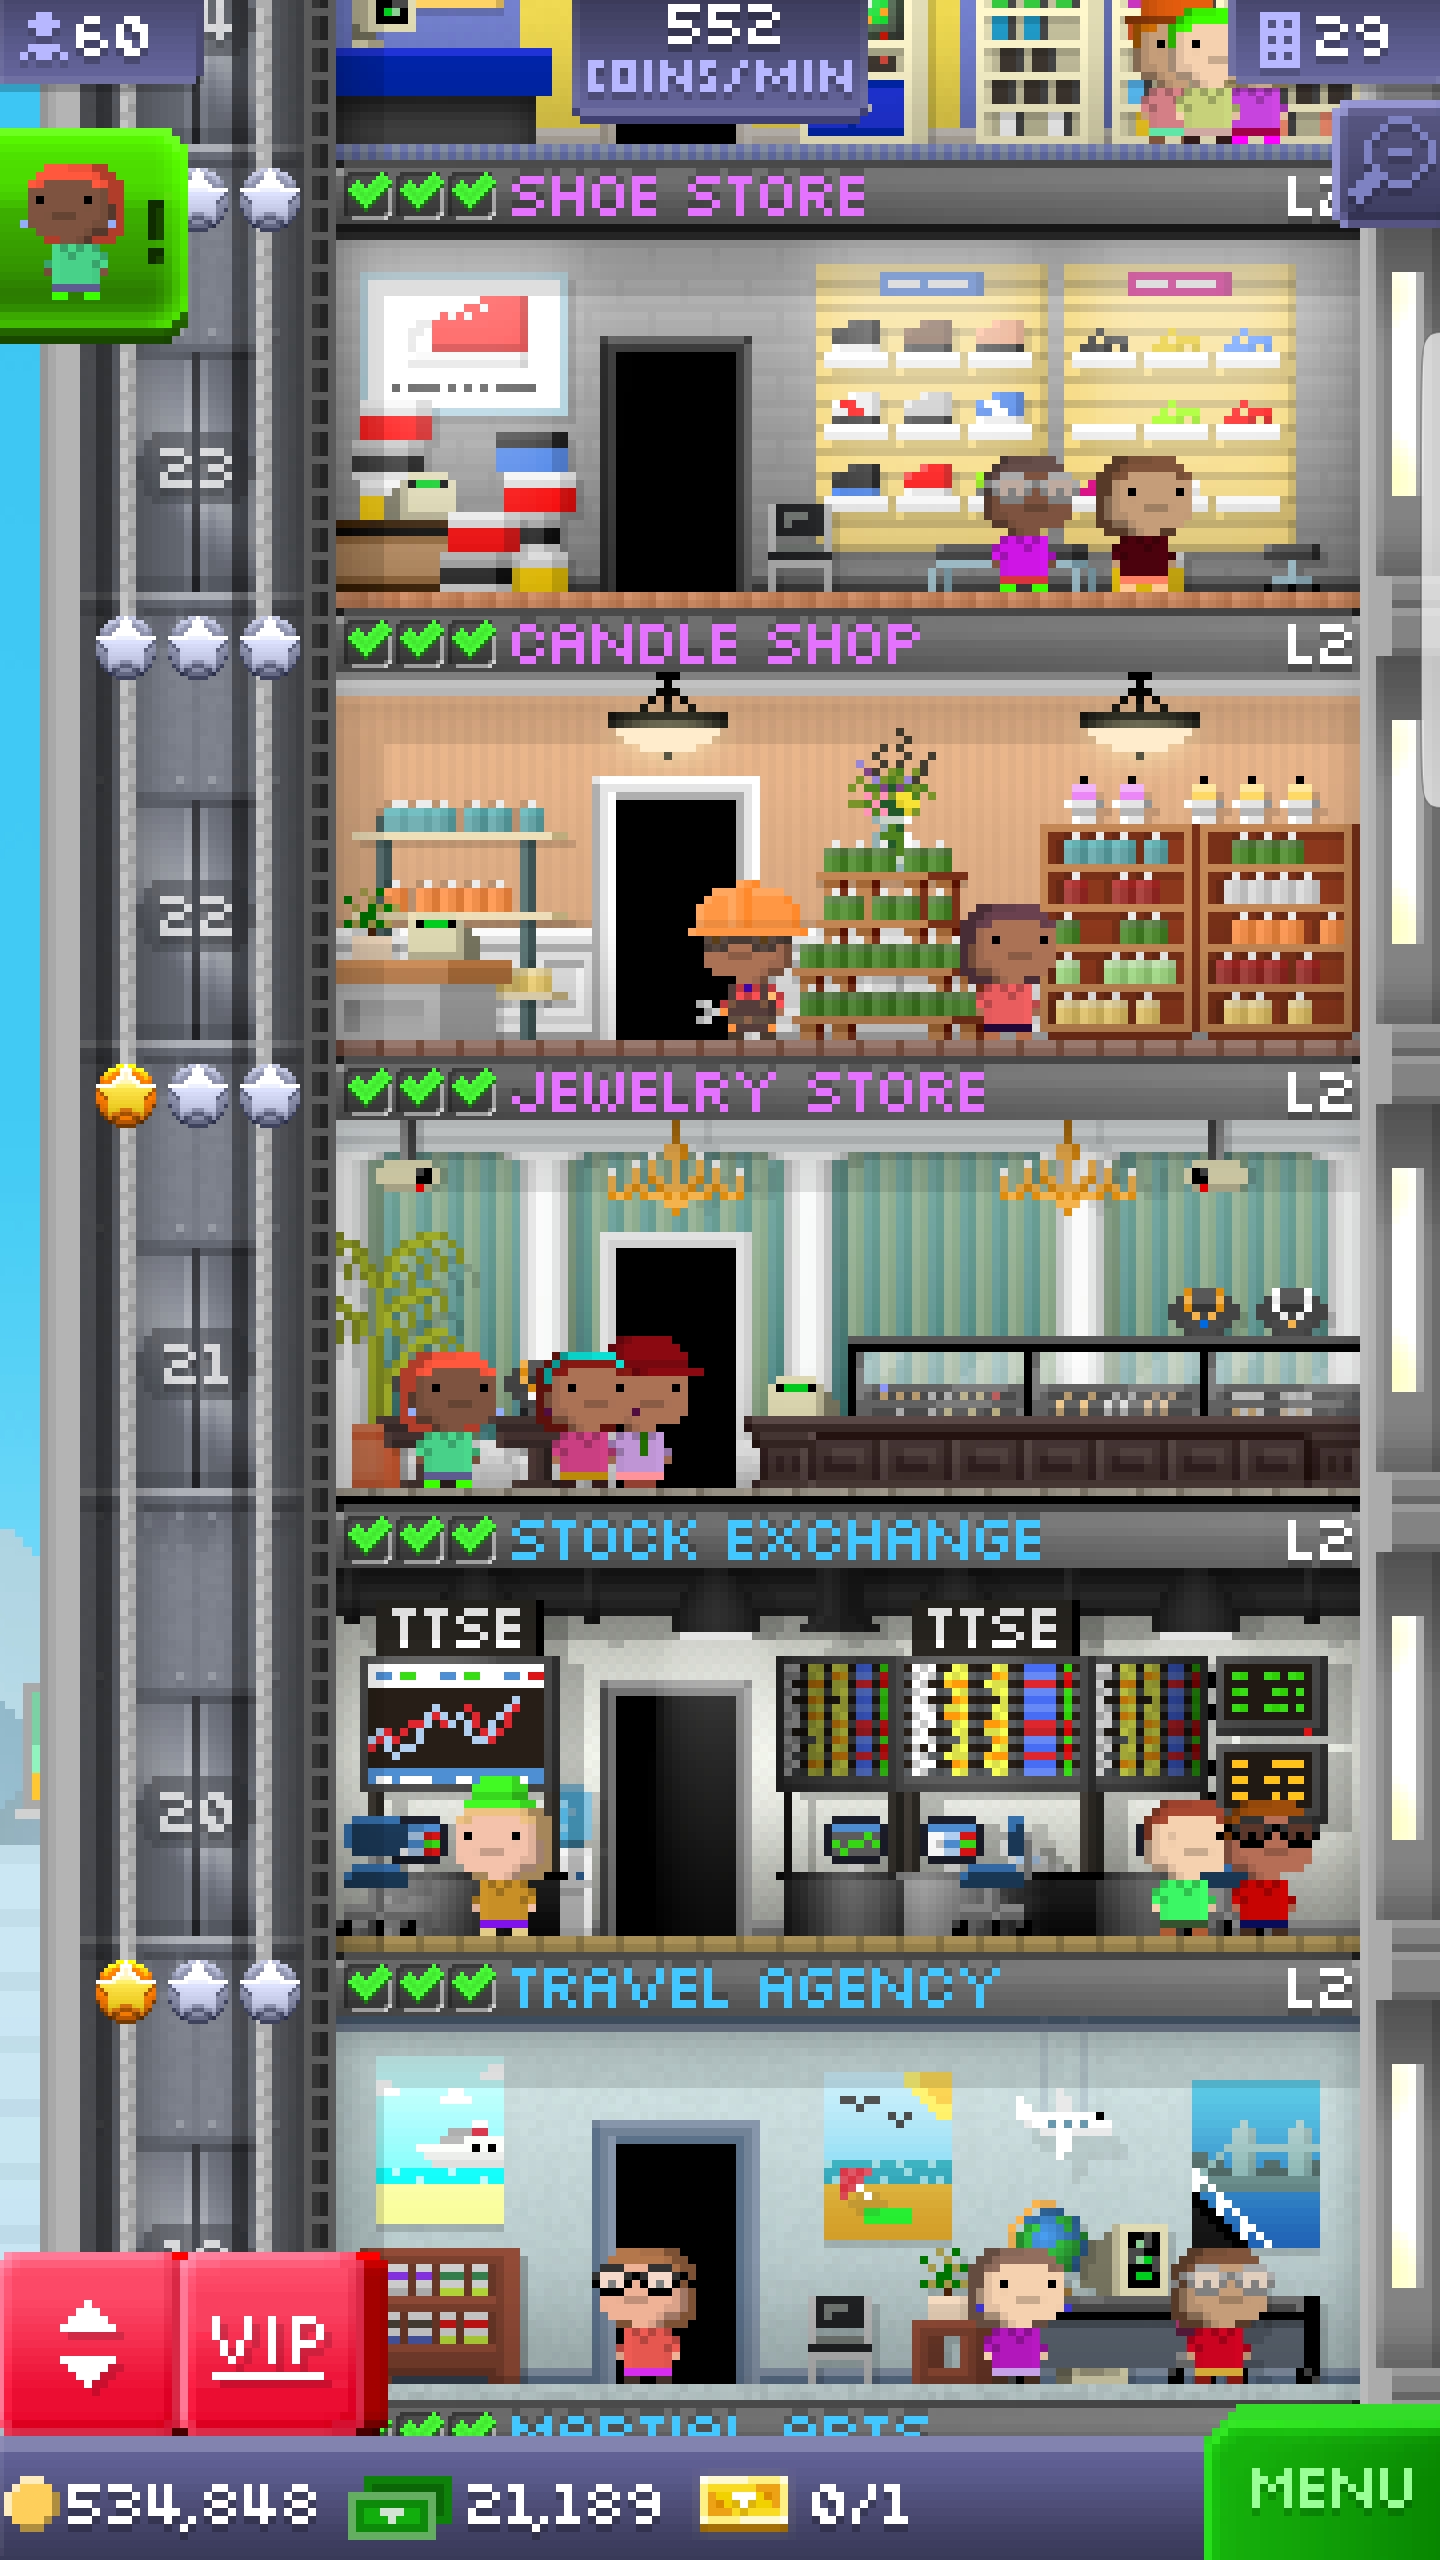 60
552
COINS/MIN
29
SHOE STORE
23
CANDLE SHOP L2
22
JEWELRY STORE L2
21
STOCK EXCHANGE L2
TTSE TTSE
20
TRAVEL AGENCY L2
VIP
MARTIAL ARTS
534,848 21,189 0/1
MENU